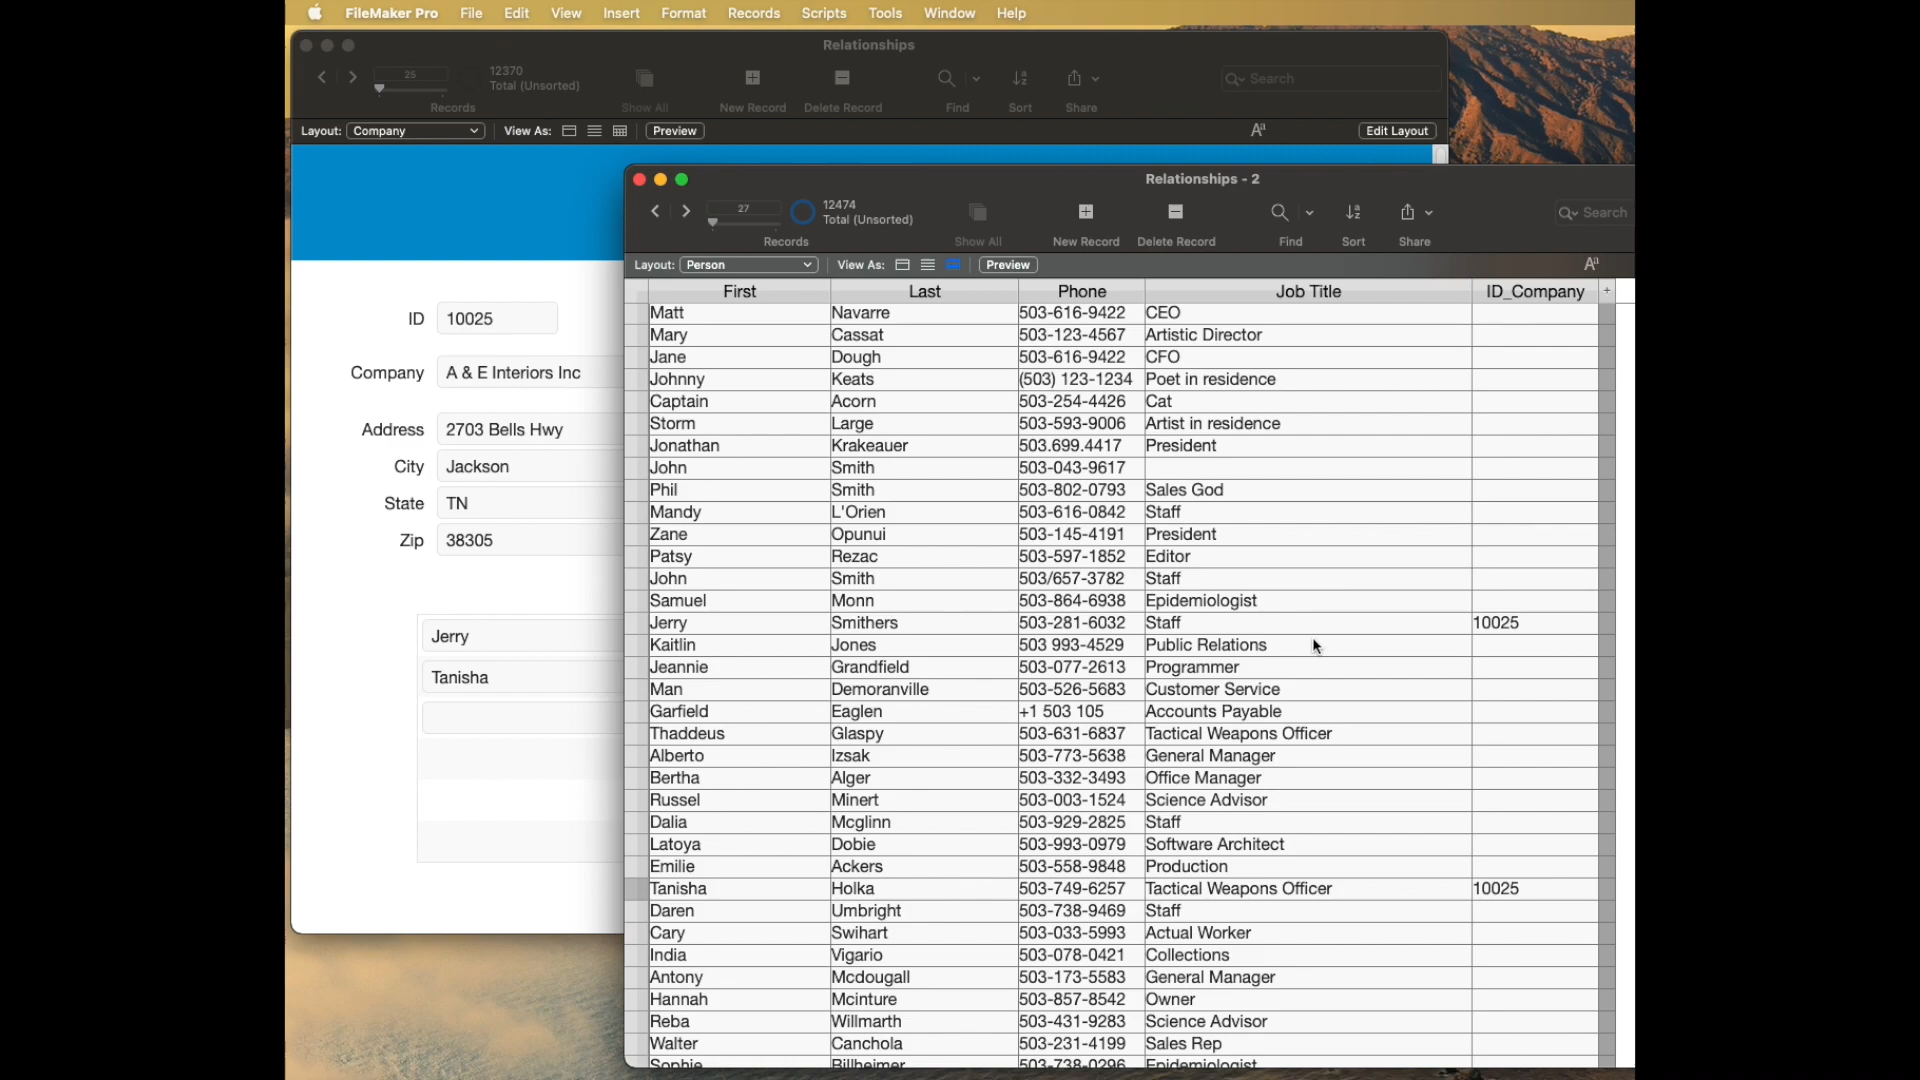 FileMaker Pro File Edit View Insert Format Records Scripts Tools Window Help
Relationships
25 12370
Total (Unsorted)
Search
Records Show All New Record Delete Record Find Sort Share
Layout: Company View As: Preview Edit Layout
ID 10025
Company A & E Interiors Inc
Address 2703 Bells Hwy
City Jackson
State TN
Zip 38305
Jerry
Tanisha
Relationships - 2
27 12474
Total (Unsorted)
Search
Records Show All New Record Delete Record Find Sort Share
Layout: Person View As: Preview
First Last Phone Job Title ID_Company +
Matt Navarre 503-616-9422 CEO
Mary Cassat 503-123-4567 Artistic Director
Jane Dough 503-616-9422 CFO
Johnny Keats (503) 123-1234 Poet in residence
Captain Acorn 503-254-4426 Cat
Storm Large 503-593-9006 Artist in residence
Jonathan Krakeauer 503.699.4417 President
John Smith 503-043-9617
Phil Smith 503-802-0793 Sales God
Mandy L'Orien 503-616-0842 Staff
Zane Opunui 503-145-4191 President
Patsy Rezac 503-597-1852 Editor
John Smith 503/657-3782 Staff
Samuel Monn 503-864-6938 Epidemiologist
Jerry Smithers 503-281-6032 Staff 10025
Kaitlin Jones 503 993-4529 Public Relations
Jeannie Grandfield 503-077-2613 Programmer
Man Demoranville 503-526-5683 Customer Service
Garfield Eaglen +1 503 105 Accounts Payable
Thaddeus Glaspy 503-631-6837 Tactical Weapons Officer
Alberto Izsak 503-773-5638 General Manager
Bertha Alger 503-332-3493 Office Manager
Russel Minert 503-003-1524 Science Advisor
Dalia Mcglinn 503-929-2825 Staff
Latoya Dobie 503-993-0979 Software Architect
Emilie Ackers 503-558-9848 Production
Tanisha Holka 503-749-6257 Tactical Weapons Officer 10025
Daren Umbright 503-738-9469 Staff
Cary Swihart 503-033-5993 Actual Worker
India Vigario 503-078-0421 Collections
Antony Mcdougall 503-173-5583 General Manager
Hannah Mcinture 503-857-8542 Owner
Reba Willmarth 503-431-9283 Science Advisor
Walter Canchola 503-231-4199 Sales Rep
Sophie Billheimer 503-738-0296 Epidemiologist